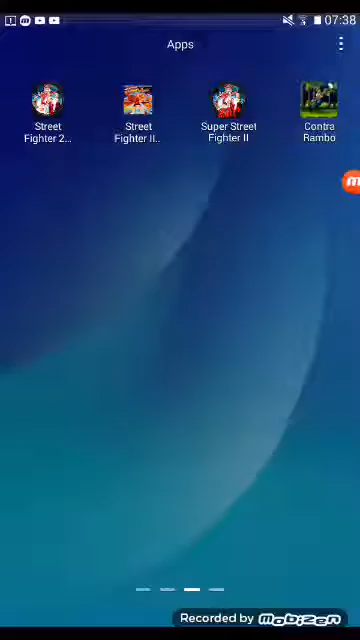 07:38
Apps
Street
Fighter 2...
Street
Fighter II..
Super Street
Fighter II
Contra
Rambo
Recorded by Mobizen